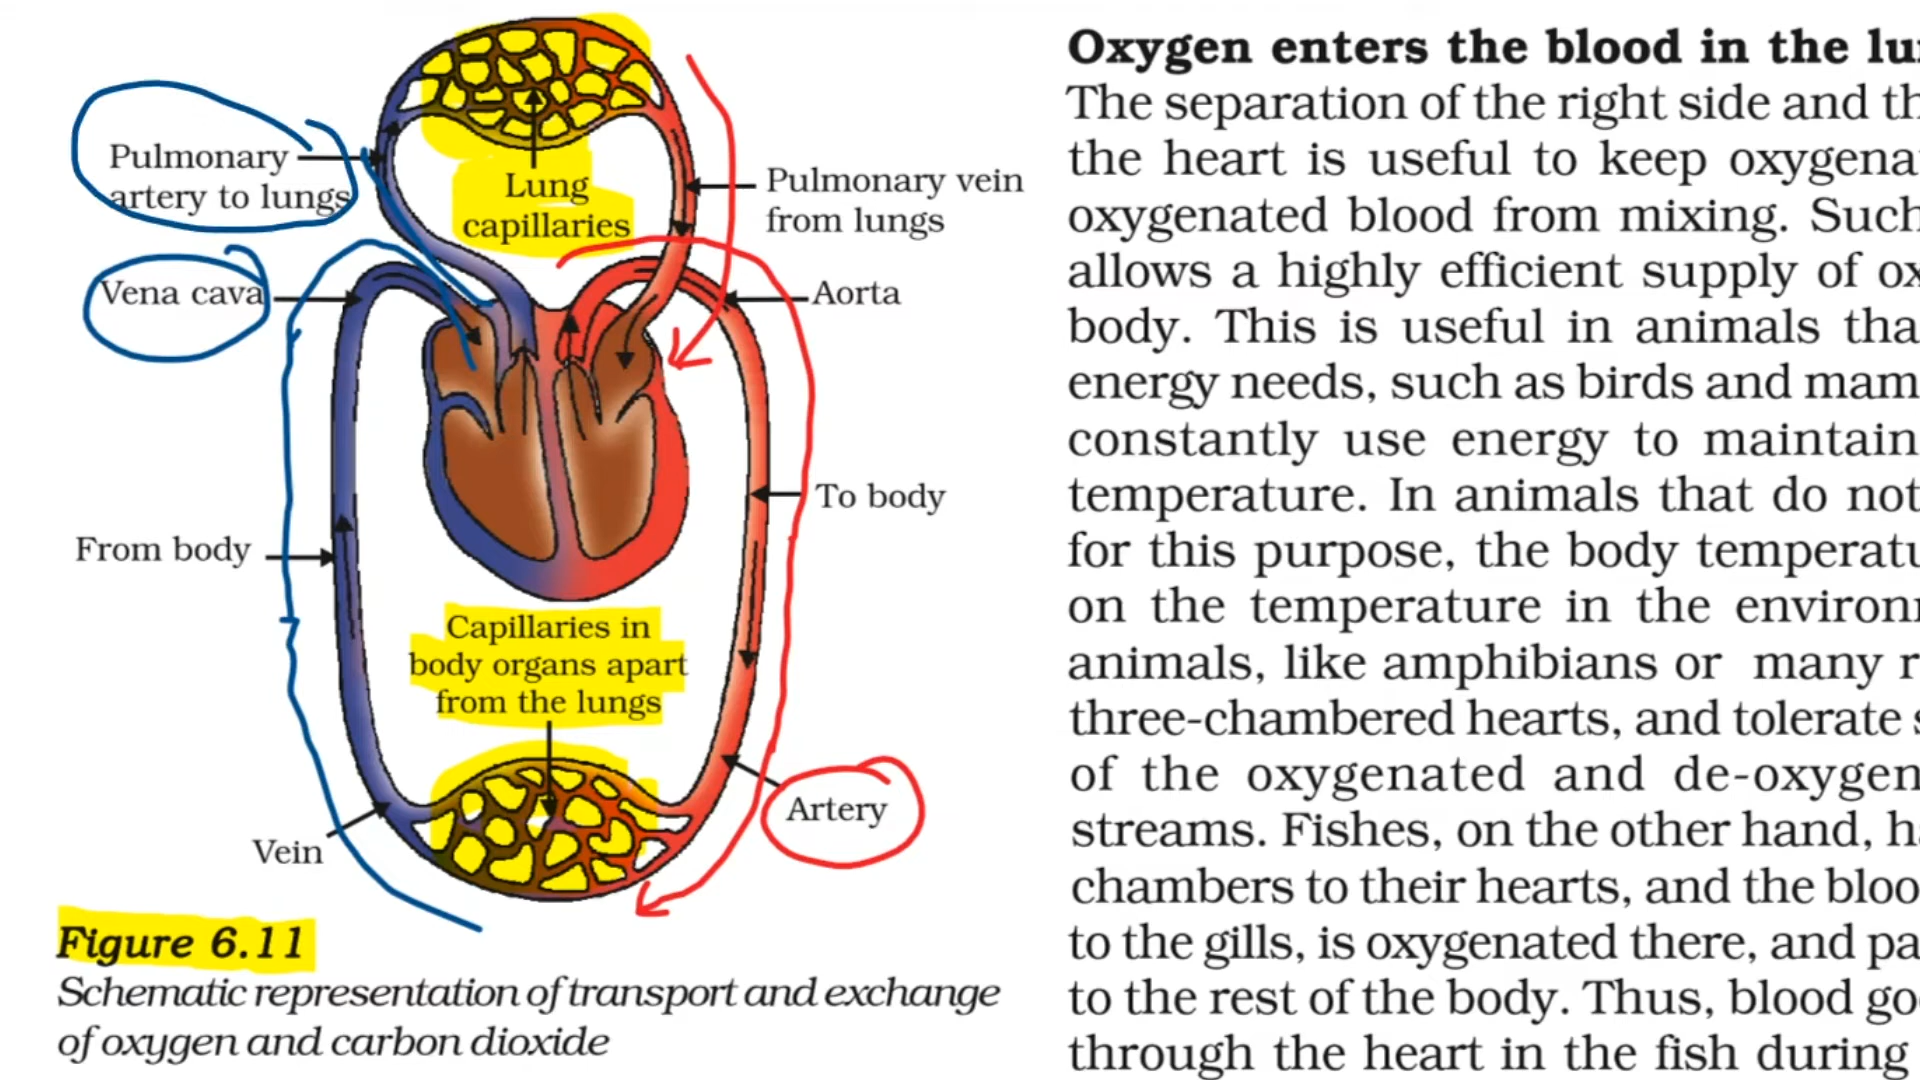 Pulmonary
artery to lungs
Lung
capillaries
Pulmonary vein
from lungs
Vena cava
Aorta
To body
From body
Capillaries in
body organs apart
from the lungs
Artery
Vein
Figure 6.11
Schematic representation of transport and exchange
of oxygen and carbon dioxide
Oxygen enters the blood in the lu
The separation of the right side and th
the heart is useful to keep oxygena
oxygenated blood from mixing. Such
allows a highly efficient supply of ox
body. This is useful in animals tha
energy needs, such as birds and mam
constantly use energy to maintain
temperature. In animals that do not
for this purpose, the body temperatu
on the temperature in the environ
animals, like amphibians or many r
three-chambered hearts, and tolerate s
of the oxygenated and de-oxygen
streams. Fishes, on the other hand, ha
chambers to their hearts, and the bloo
to the gills, is oxygenated there, and pa
to the rest of the body. Thus, blood go
through the heart in the fish during